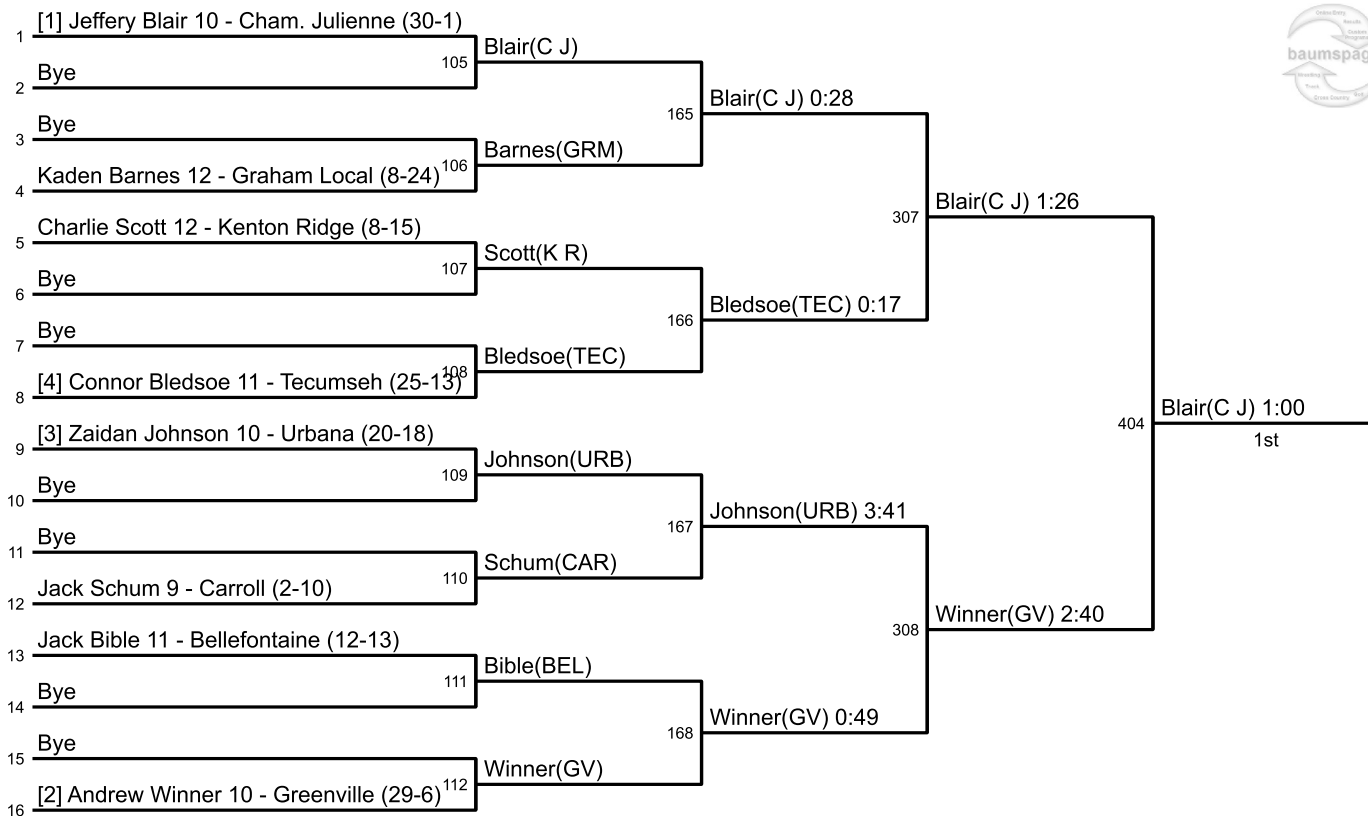 [1] Jeffery Blair 10 - Cham. Julienne (30-1)
1
Blair(C J)
105
Bye
2
Blair(C J) 0:28
165
Bye
3
Barnes(GRM)
106
Kaden Barnes 12 - Graham Local (8-24)
4
Blair(C J) 1:26
307
Charlie Scott 12 - Kenton Ridge (8-15)
5
Scott(K R)
107
Bye
6
Bledsoe(TEC) 0:17
166
Bye
7
Bledsoe(TEC)
108
[4] Connor Bledsoe 11 - Tecumseh (25-13)
8
Blair(C J) 1:00
404
1st
[3] Zaidan Johnson 10 - Urbana (20-18)
9
Johnson(URB)
109
Bye
10
Johnson(URB) 3:41
167
Bye
11
Schum(CAR)
110
Jack Schum 9 - Carroll (2-10)
12
Winner(GV) 2:40
308
Jack Bible 11 - Bellefontaine (12-13)
13
Bible(BEL)
111
Bye
14
Winner(GV) 0:49
168
Bye
15
Winner(GV)
112
[2] Andrew Winner 10 - Greenville (29-6)
16